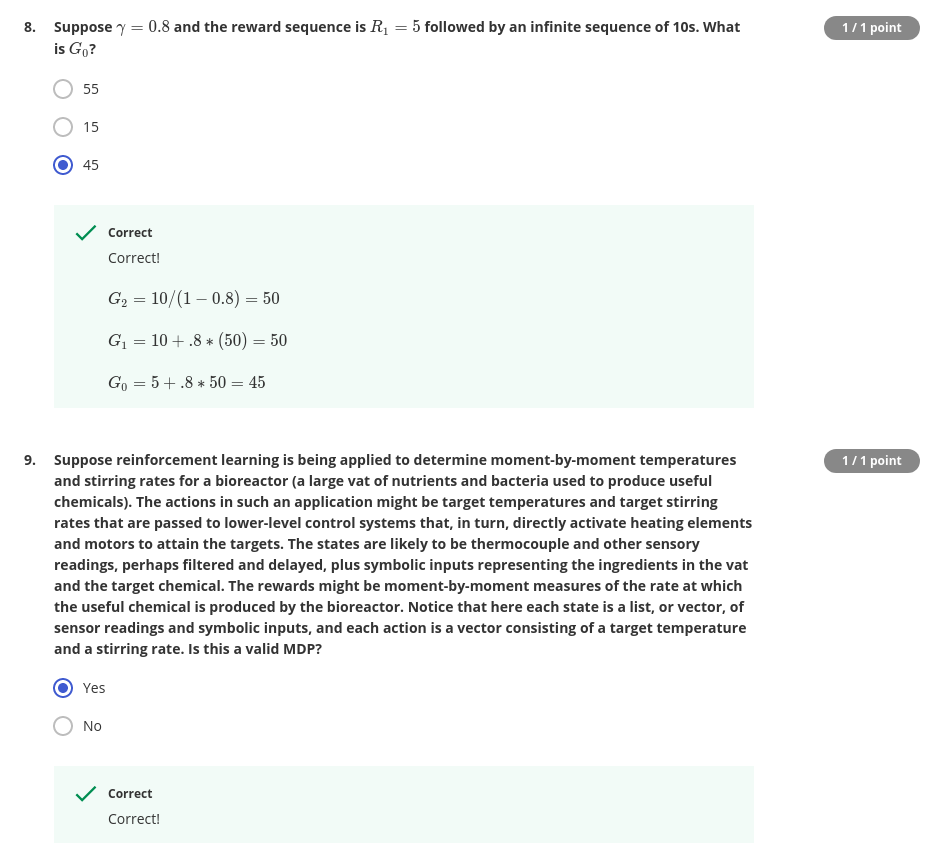 8. Suppose γ = 0.8 and the reward sequence is R₁ = 5 followed by an infinite sequence of 10s. What
is G₀?
1 / 1 point
55
15
45
Correct
Correct!
G₂ = 10/(1 − 0.8) = 50
G₁ = 10 + .8 ∗ (50) = 50
G₀ = 5 + .8 ∗ 50 = 45
9. Suppose reinforcement learning is being applied to determine moment-by-moment temperatures
1 / 1 point
and stirring rates for a bioreactor (a large vat of nutrients and bacteria used to produce useful
chemicals). The actions in such an application might be target temperatures and target stirring
rates that are passed to lower-level control systems that, in turn, directly activate heating elements
and motors to attain the targets. The states are likely to be thermocouple and other sensory
readings, perhaps filtered and delayed, plus symbolic inputs representing the ingredients in the vat
and the target chemical. The rewards might be moment-by-moment measures of the rate at which
the useful chemical is produced by the bioreactor. Notice that here each state is a list, or vector, of
sensor readings and symbolic inputs, and each action is a vector consisting of a target temperature
and a stirring rate. Is this a valid MDP?
Yes
No
Correct
Correct!